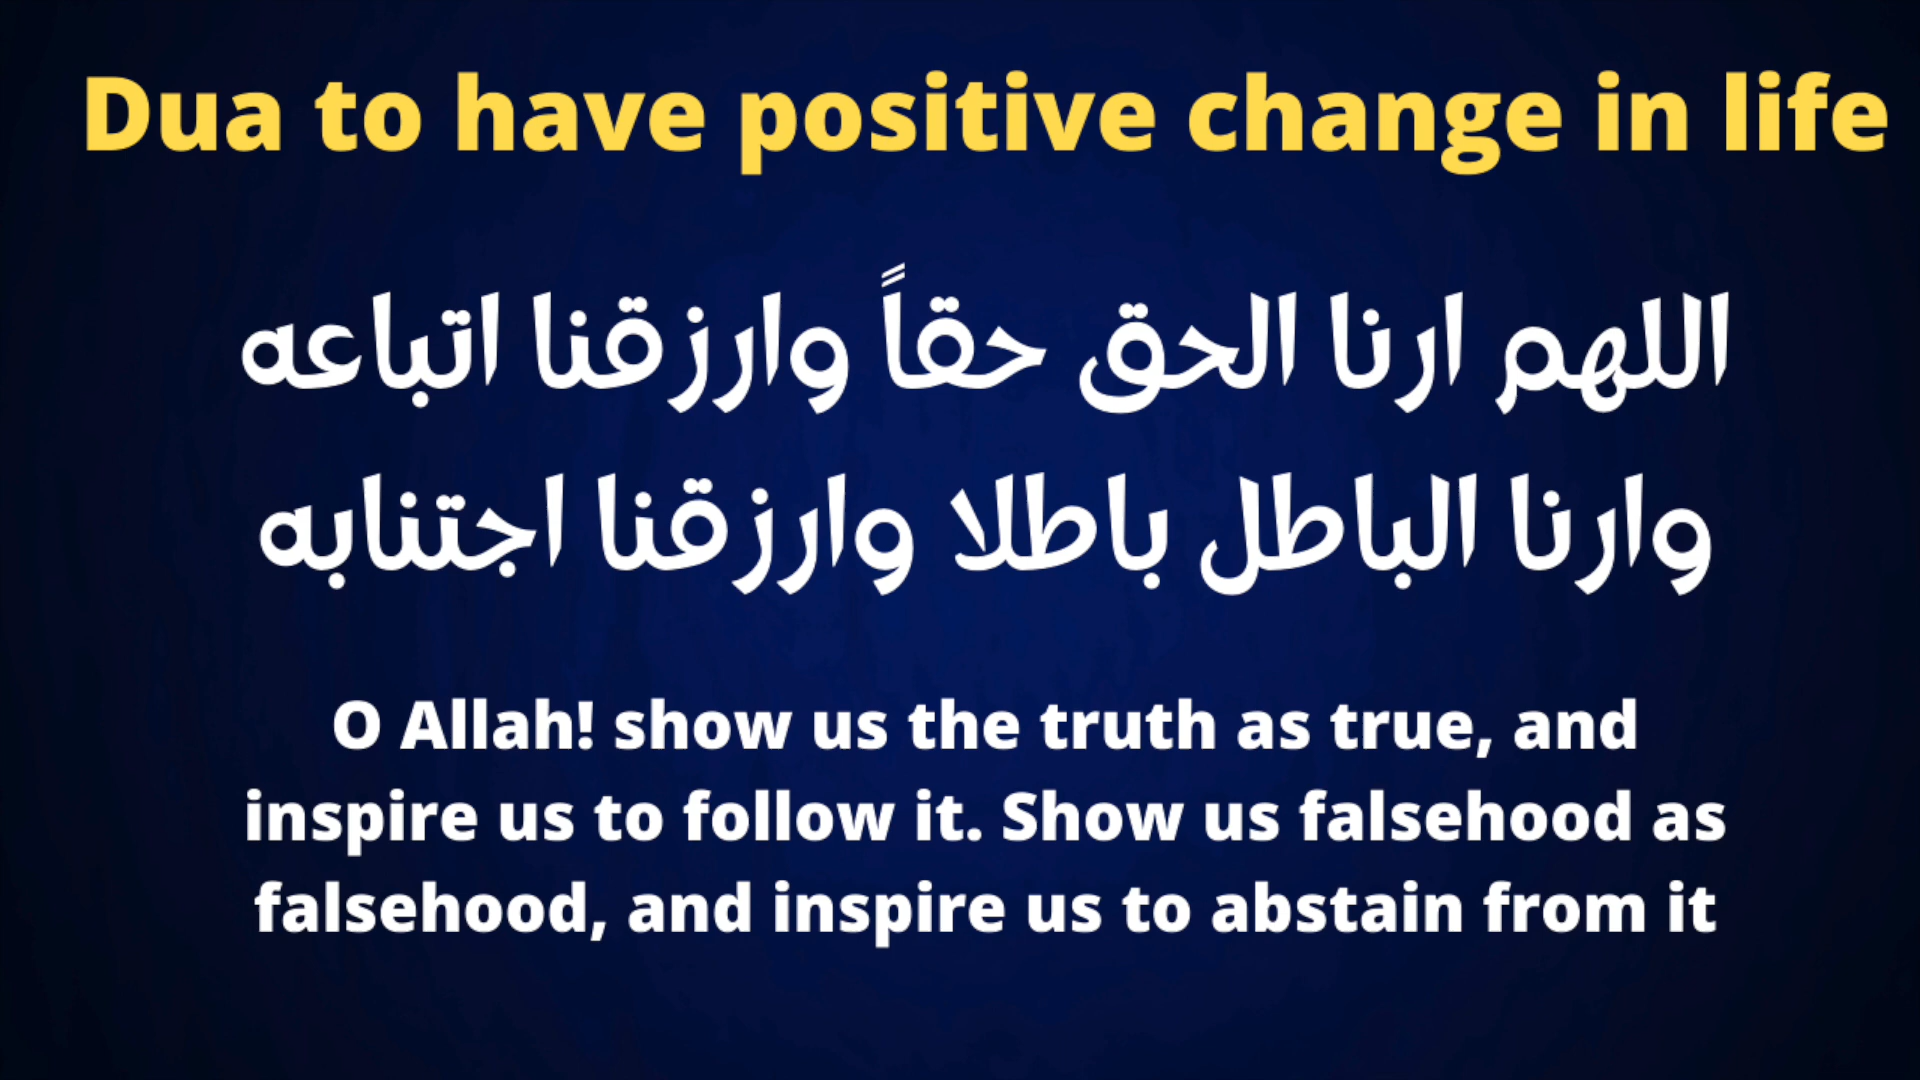 Dua to have positive change in life
اللهم ارنا الحق حقاً وارزقنا اتباعه
وارنا الباطل باطلا وارزقنا اجتنابه
O Allah! show us the truth as true, and
inspire us to follow it. Show us falsehood as
falsehood, and inspire us to abstain from it